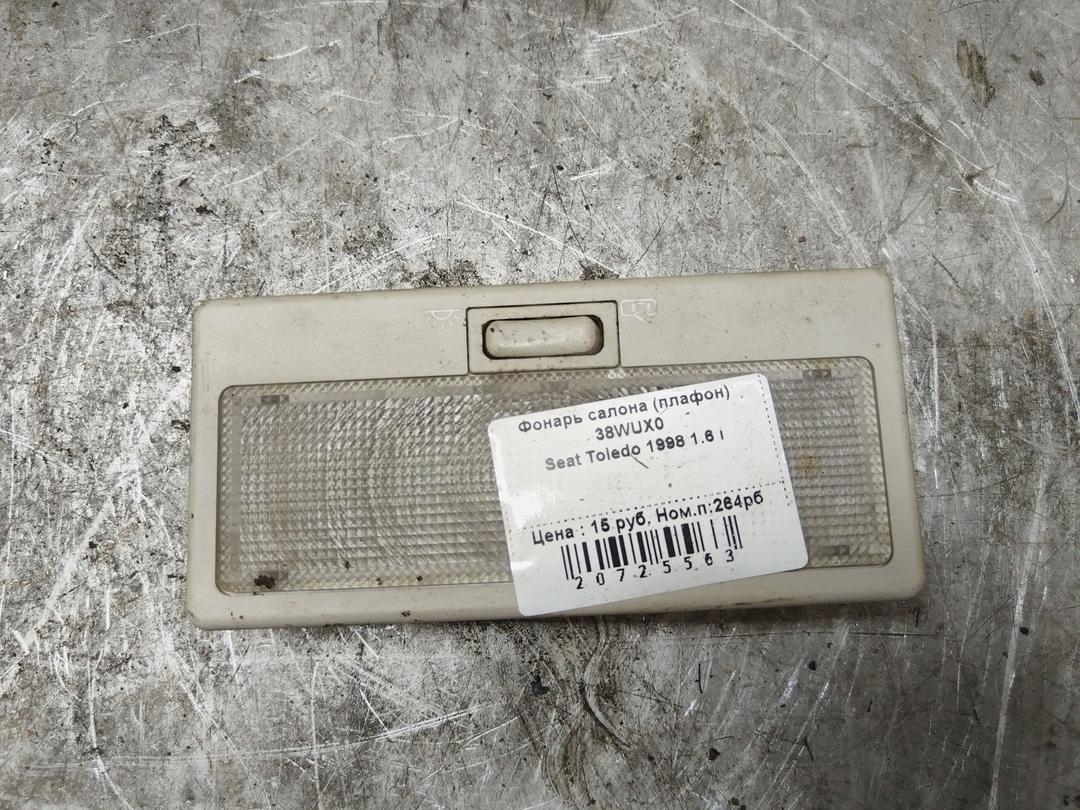 Фонарь салона (плафон)
38WUX0
Seat Toledo 1998 1.6 i
Цена : 15 руб. Ном.п:264рб
20725563